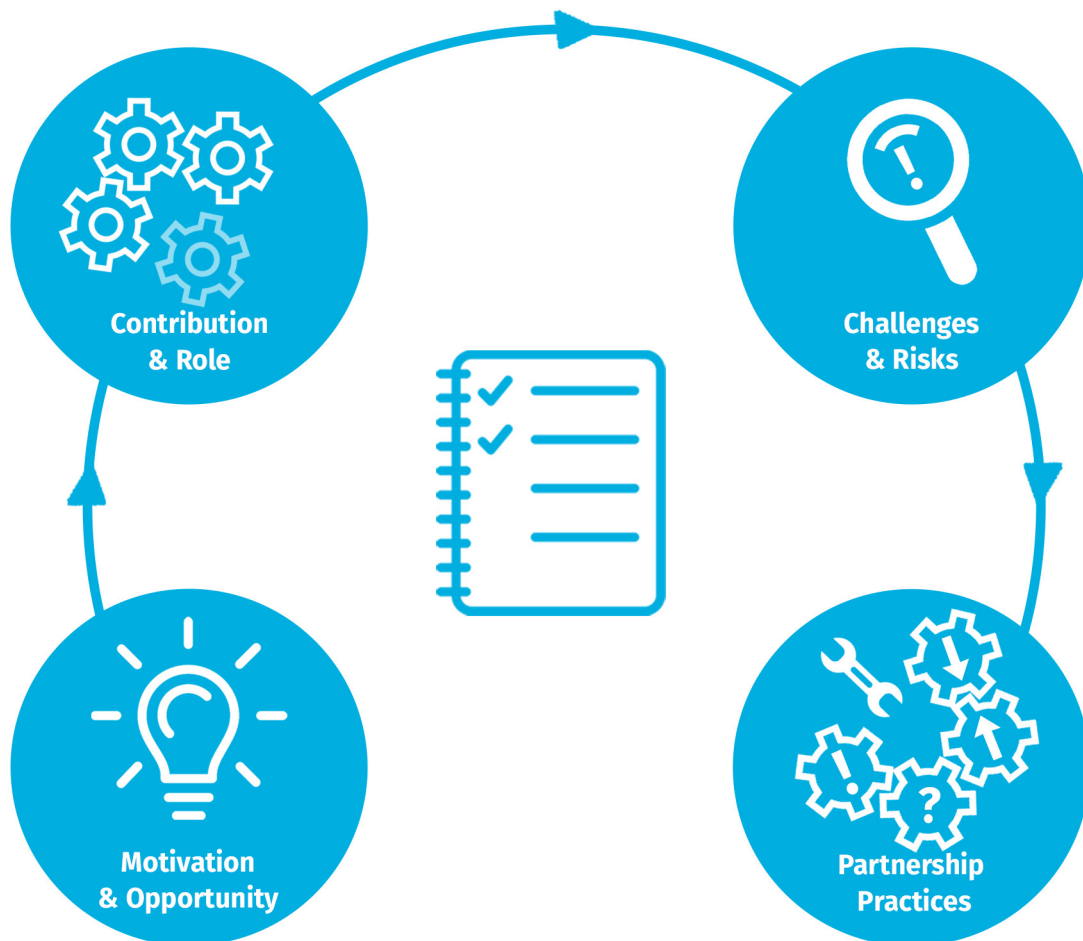 Contribution
& Role
Challenges
& Risks
Motivation
& Opportunity
Partnership
Practices